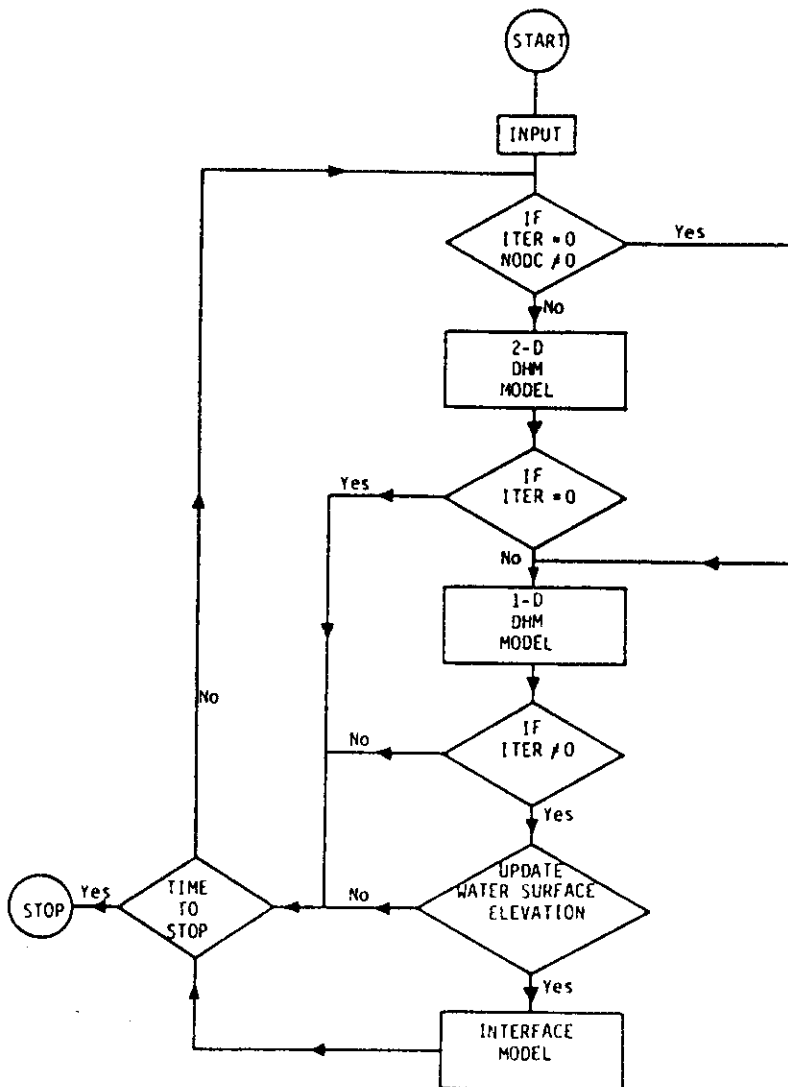 START
INPUT
IF
ITER = 0
NODC ≠ 0
Yes
No
2-D
DHM
MODEL
Yes
IF
ITER = 0
No
1-D
DHM
MODEL
No
No
IF
ITER ≠ 0
Yes
UPDATE
WATER SURFACE
ELEVATION
No
TIME
TO
STOP
Yes
STOP
Yes
INTERFACE
MODEL